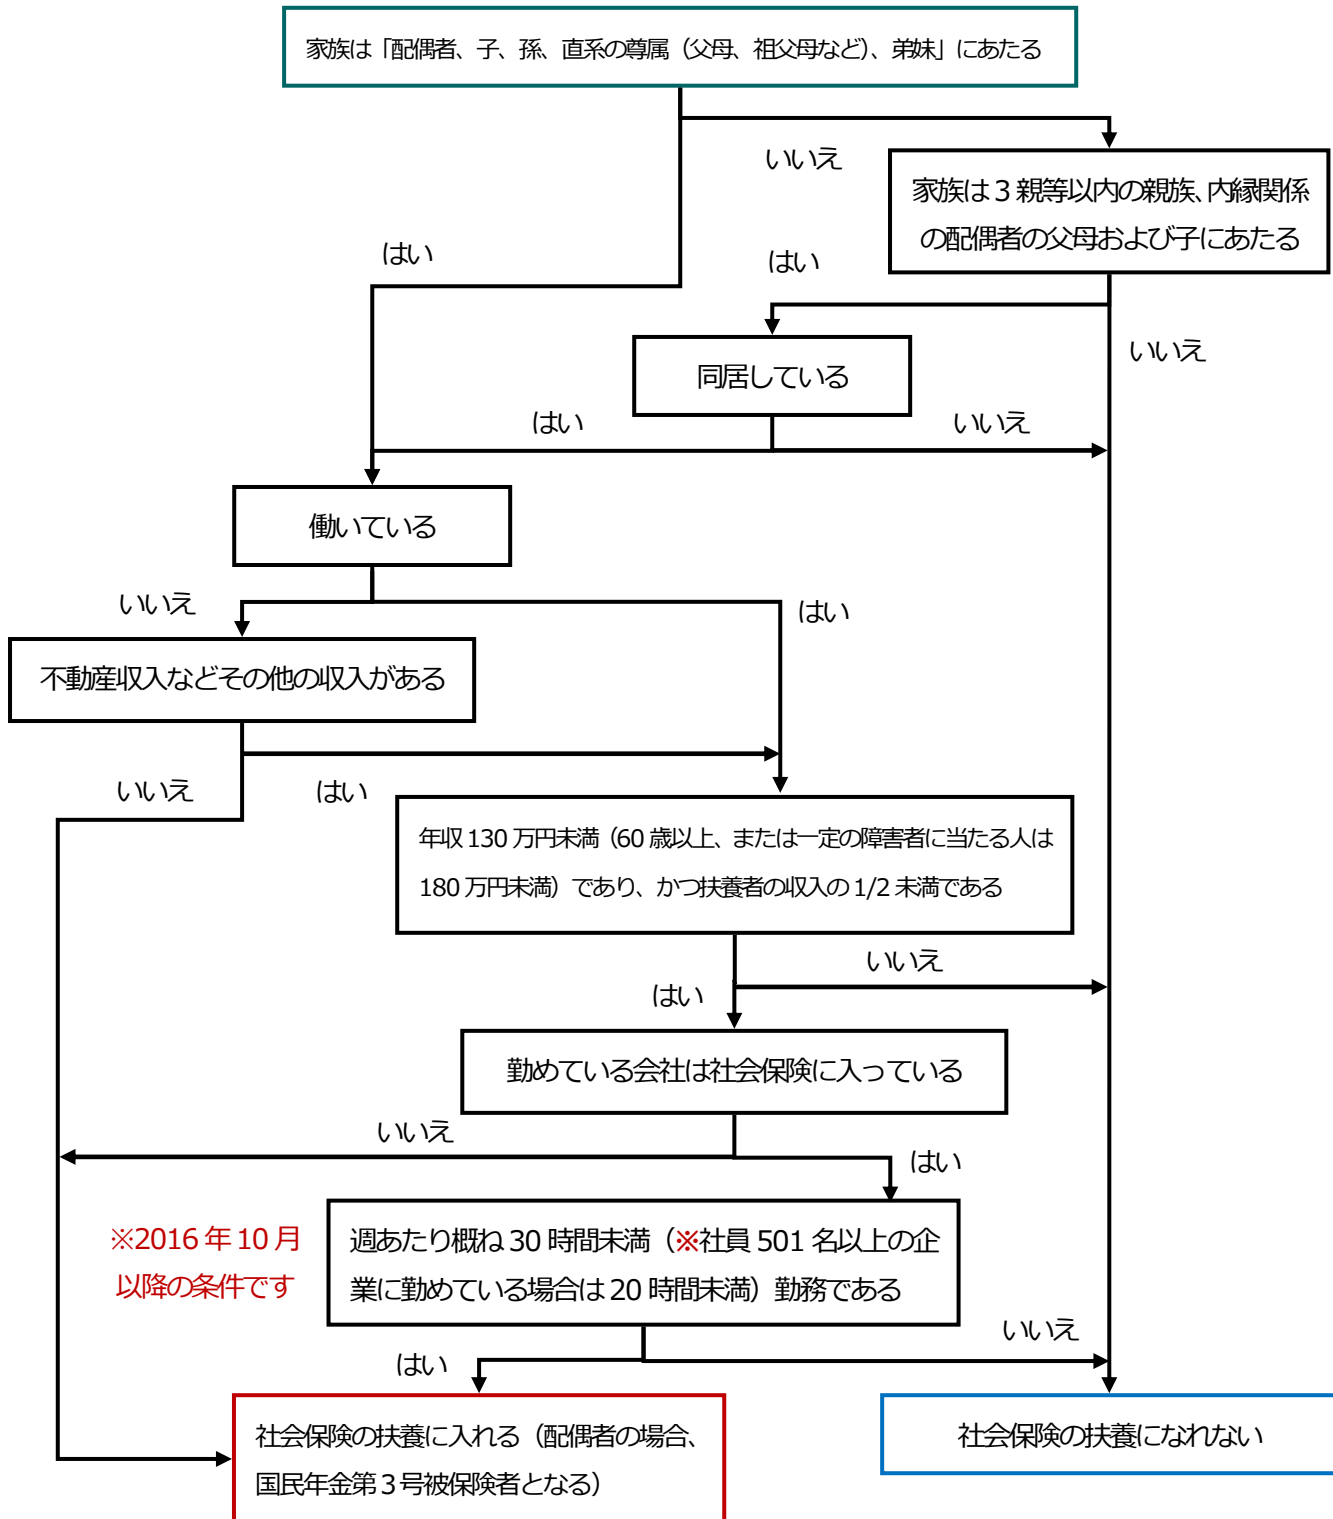 家族は「配偶者、子、孫、直系の尊属（父母、祖父母など）、弟妹」にあたる
いいえ
家族は3親等以内の親族、内縁関係
の配偶者の父母および子にあたる
はい
はい
いいえ
同居している
はい
いいえ
働いている
いいえ
はい
不動産収入などその他の収入がある
いいえ
はい
年収130万円未満（60歳以上、または一定の障害者に当たる人は
180万円未満）であり、かつ扶養者の収入の1/2未満である
いいえ
はい
勤めている会社は社会保険に入っている
いいえ
はい
※2016年10月
以降の条件です
週あたり概ね30時間未満（※社員501名以上の企
業に勤めている場合は20時間未満）勤務である
いいえ
はい
社会保険の扶養に入れる（配偶者の場合、
国民年金第3号被保険者となる）
社会保険の扶養になれない